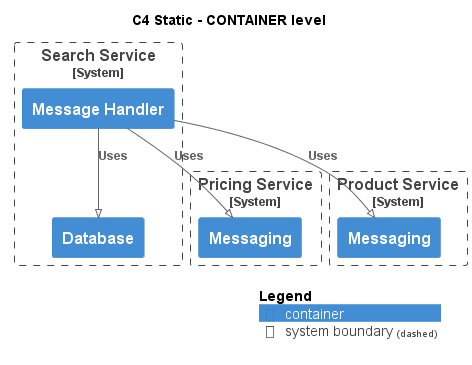 C4 Static - CONTAINER level
Search Service
[System]
Message Handler
Uses
Uses
Uses
Pricing Service
[System]
Product Service
[System]
Database
Messaging
Messaging
Legend
container
system boundary (dashed)